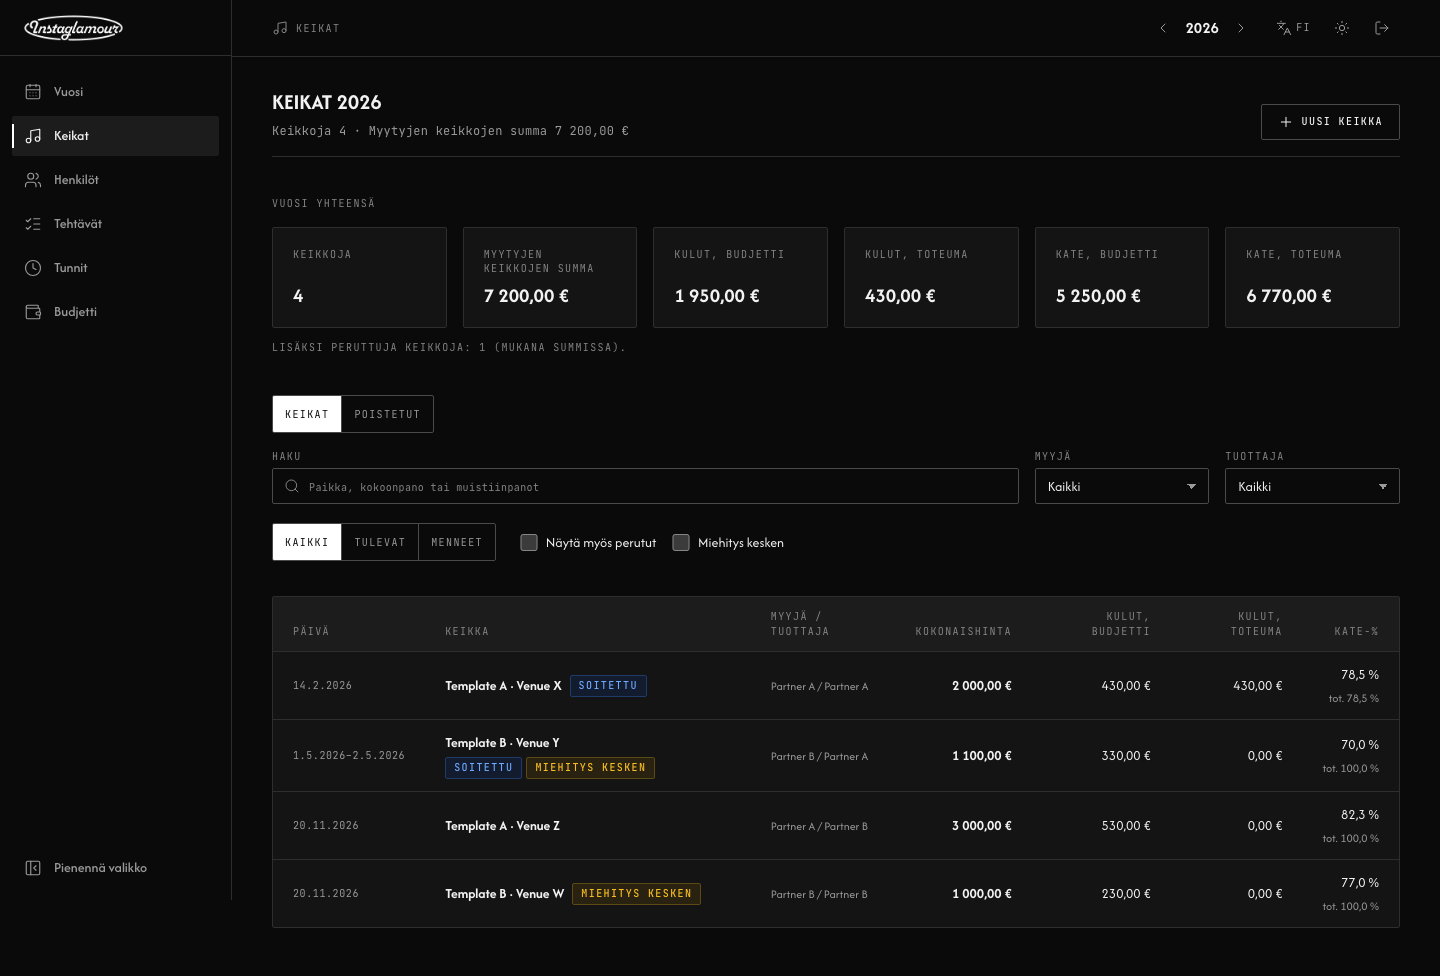 Instaglamour
KEIKAT
2026
FI
Vuosi
Keikat
Henkilöt
Tehtävät
Tunnit
Budjetti
Pienennä valikko
KEIKAT 2026
Keikkoja 4 · Myytyjen keikkojen summa 7 200,00 €
UUSI KEIKKA
VUOSI YHTEENSÄ
KEIKKOJA
4
MYYTYJEN
KEIKKOJEN SUMMA
7 200,00 €
KULUT, BUDJETTI
1 950,00 €
KULUT, TOTEUMA
430,00 €
KATE, BUDJETTI
5 250,00 €
KATE, TOTEUMA
6 770,00 €
LISÄKSI PERUTTUJA KEIKKOJA: 1 (MUKANA SUMMISSA).
KEIKAT POISTETUT
HAKU
Paikka, kokoonpano tai muistiinpanot
MYYJÄ
Kaikki
TUOTTAJA
Kaikki
KAIKKI TULEVAT MENNEET
Näytä myös perutut
Miehitys kesken
PÄIVÄ
KEIKKA
MYYJÄ /
TUOTTAJA
KOKONAISHINTA
KULUT,
BUDJETTI
KULUT,
TOTEUMA
KATE-%
14.2.2026
Template A · Venue X SOITETTU
Partner A / Partner A
2 000,00 €
430,00 €
430,00 €
78,5 %
tot. 78,5 %
1.5.2026–2.5.2026
Template B · Venue Y
SOITETTU MIEHITYS KESKEN
Partner B / Partner A
1 100,00 €
330,00 €
0,00 €
70,0 %
tot. 100,0 %
20.11.2026
Template A · Venue Z
Partner A / Partner B
3 000,00 €
530,00 €
0,00 €
82,3 %
tot. 100,0 %
20.11.2026
Template B · Venue W MIEHITYS KESKEN
Partner B / Partner B
1 000,00 €
230,00 €
0,00 €
77,0 %
tot. 100,0 %